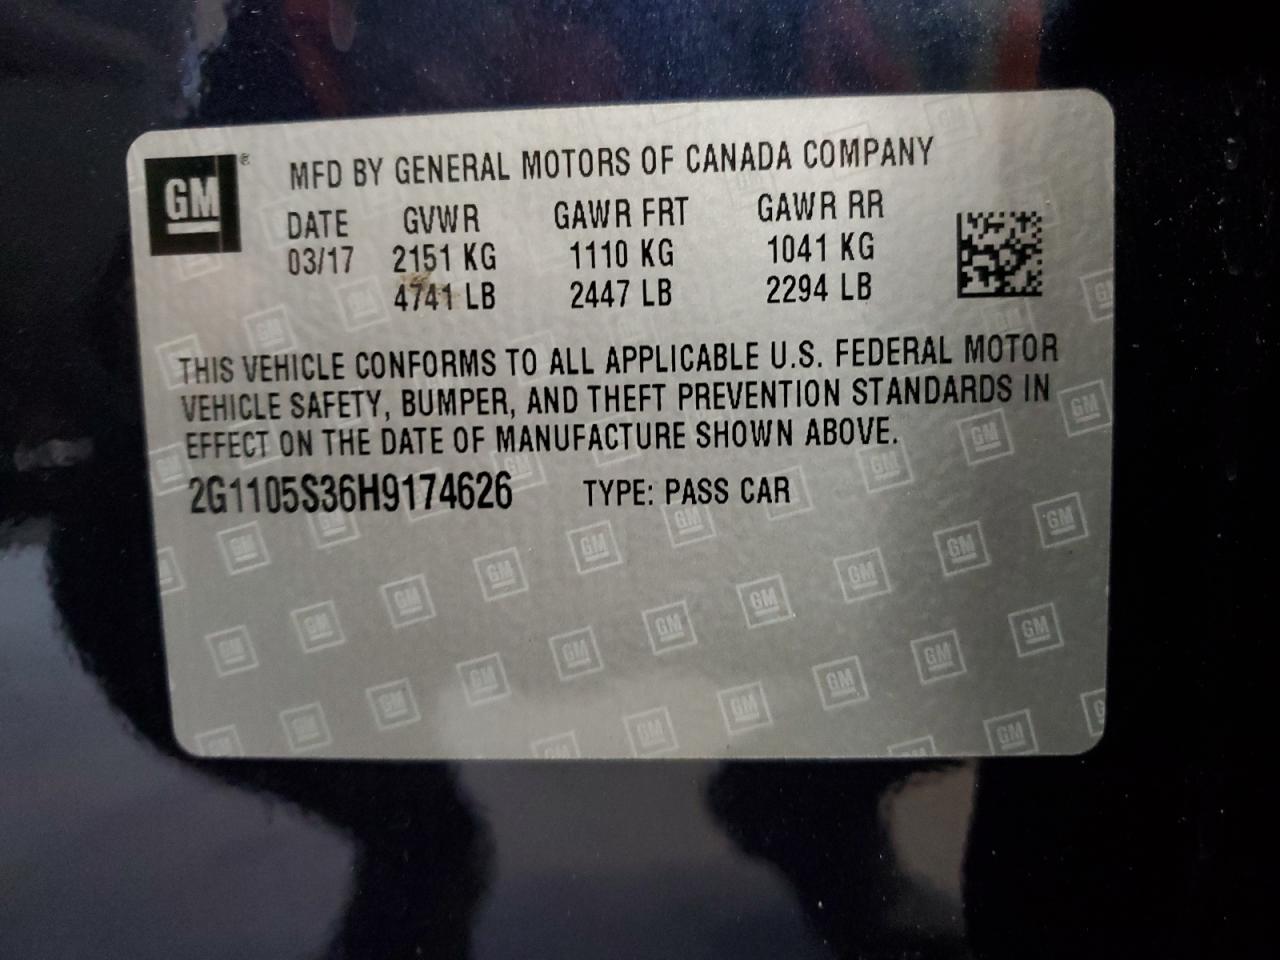 GM ®
MFD BY GENERAL MOTORS OF CANADA COMPANY
DATE GVWR GAWR FRT GAWR RR
03/17 2151 KG 1110 KG 1041 KG
4741 LB 2447 LB 2294 LB
THIS VEHICLE CONFORMS TO ALL APPLICABLE U.S. FEDERAL MOTOR
VEHICLE SAFETY, BUMPER, AND THEFT PREVENTION STANDARDS IN
EFFECT ON THE DATE OF MANUFACTURE SHOWN ABOVE.
2G1105S36H9174626 TYPE: PASS CAR